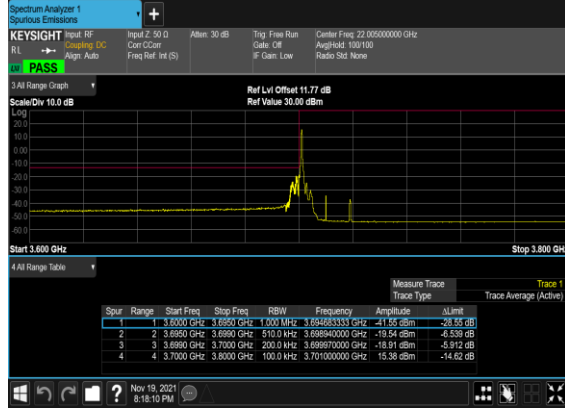 Spectrum Analyzer 1
Spurious Emissions
KEYSIGHT
RL
PASS
Input: RF
Coupling: DC
Align: Auto
Input Z: 50 Ω
Corr CCorr
Freq Ref: Int (S)
Atten: 30 dB
Trig: Free Run
Gate: Off
IF Gain: Low
Center Freq: 22.005000000 GHz
Avg|Hold: 100/100
Radio Std: None
3 All Range Graph
Scale/Div 10.0 dB
Ref Lvl Offset 11.77 dB
Ref Value 30.00 dBm
Log
20.0
10.0
0.00
-10.0
-20.0
-30.0
-40.0
-50.0
-60.0
Start 3.600 GHz
Stop 3.800 GH
4 All Range Table
Measure Trace Trace 1
Trace Type Trace Average (Active)
Spur Range Start Freq Stop Freq RBW Frequency Amplitude ΔLimit
1 1 3.6000 GHz 3.6950 GHz 1.000 MHz 3.694683333 GHz -41.55 dBm -28.55 dB
2 2 3.6950 GHz 3.6990 GHz 510.0 kHz 3.698940000 GHz -19.54 dBm -6.539 dB
3 3 3.6990 GHz 3.7000 GHz 200.0 kHz 3.699970000 GHz -18.91 dBm -5.912 dB
4 4 3.7000 GHz 3.8000 GHz 100.0 kHz 3.701000000 GHz 15.38 dBm -14.62 dB
?
Nov 19, 2021
8:18:10 PM